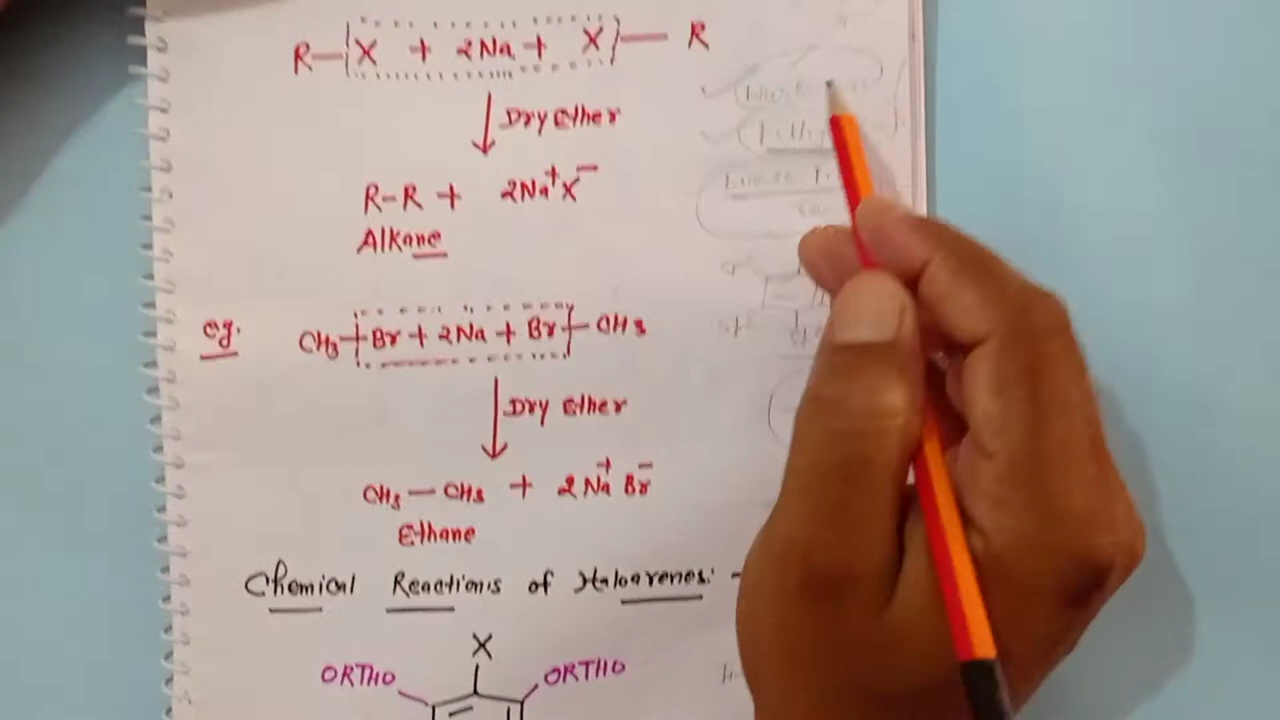 R-X + 2Na + X-R
↓ Dry Ether
R-R + 2Na⁺X⁻
Alkane
eg. CH3-Br + 2Na + Br-CH3
↓ Dry Ether
CH3-CH3 + 2Na⁺Br⁻
Ethane
Chemical Reactions of Haloarenes: -
X
ORTHO ORTHO